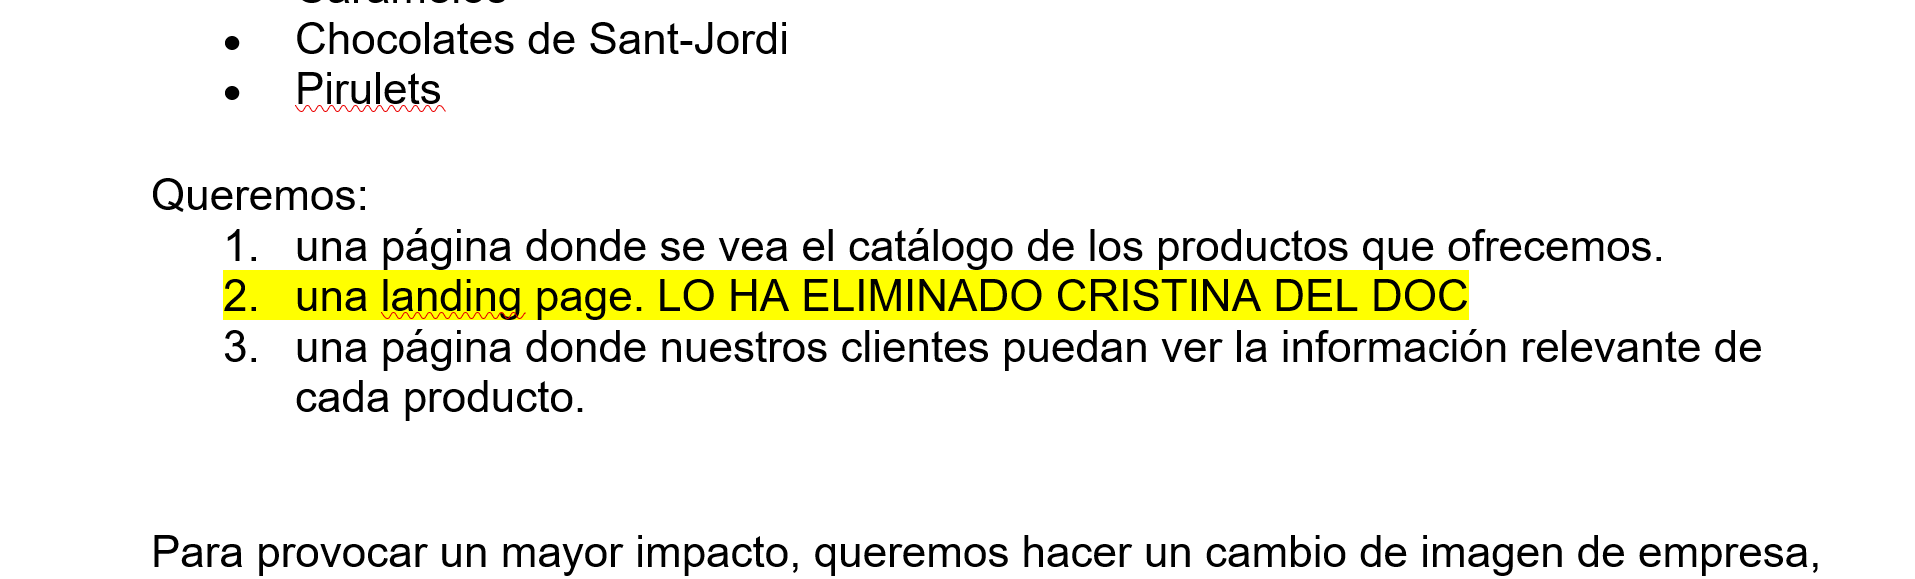 Caramelos
• Chocolates de Sant-Jordi
• Pirulets
Queremos:
1. una página donde se vea el catálogo de los productos que ofrecemos.
2. una landing page. LO HA ELIMINADO CRISTINA DEL DOC
3. una página donde nuestros clientes puedan ver la información relevante de
cada producto.
Para provocar un mayor impacto, queremos hacer un cambio de imagen de empresa,